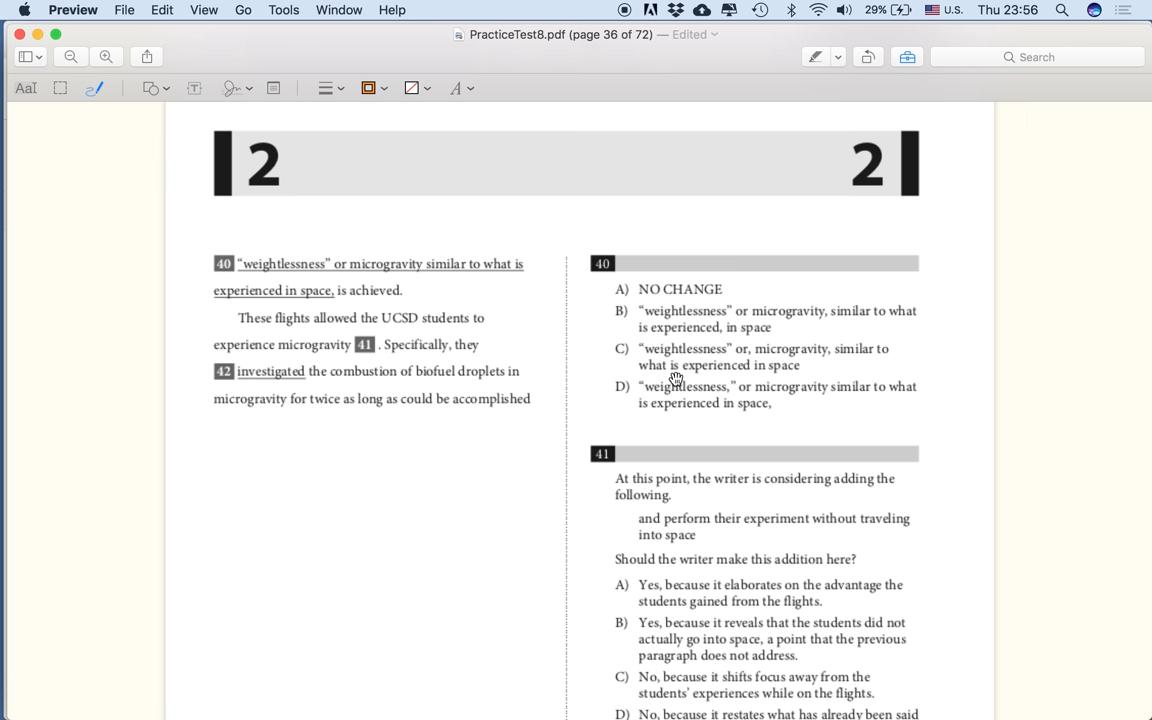 Preview File Edit View Go Tools Window Help 29% U.S. Thu 23:56
PracticeTest8.pdf (page 36 of 72) — Edited
Search
AaI T A
2 2
40 “weightlessness” or microgravity similar to what is
experienced in space, is achieved.
These flights allowed the UCSD students to
experience microgravity 41 . Specifically, they
42 investigated the combustion of biofuel droplets in
microgravity for twice as long as could be accomplished
40
A) NO CHANGE
B) “weightlessness” or microgravity, similar to what
is experienced, in space
C) “weightlessness” or, microgravity, similar to
what is experienced in space
D) “weightlessness,” or microgravity similar to what
is experienced in space,
41
At this point, the writer is considering adding the
following.
and perform their experiment without traveling
into space
Should the writer make this addition here?
A) Yes, because it elaborates on the advantage the
students gained from the flights.
B) Yes, because it reveals that the students did not
actually go into space, a point that the previous
paragraph does not address.
C) No, because it shifts focus away from the
students’ experiences while on the flights.
D) No, because it restates what has already been said